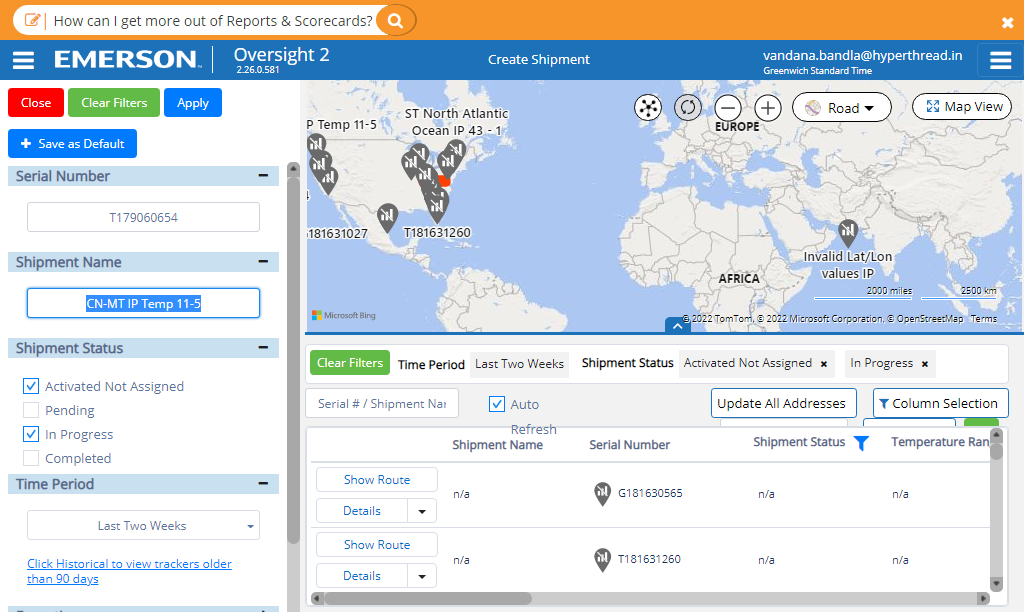 How can I get more out of Reports & Scorecards?
EMERSON.
Oversight 2
2.26.0.581
Create Shipment
vandana.bandla@hyperthread.in
Greenwich Standard Time
Close
Clear Filters
Apply
Save as Default
Serial Number
T179060654
Shipment Name
CN-MT IP Temp 11-5
Shipment Status
Activated Not Assigned
Pending
In Progress
Completed
Time Period
Last Two Weeks
Click Historical to view trackers older
than 90 days
P Temp 11-5
ST North Atlantic
Ocean IP 43 - 1
181631027
T181631260
EUROPE
Road
Map View
AFRICA
Invalid Lat/Lon
values IP
2000 miles
2500 km
Microsoft Bing
© 2022 TomTom, © 2022 Microsoft Corporation, © OpenStreetMap Terms
Clear Filters
Time Period
Last Two Weeks
Shipment Status
Activated Not Assigned ×
In Progress ×
Serial # / Shipment Nar
Auto
Refresh
Update All Addresses
Column Selection
Shipment Name
Serial Number
Shipment Status
Temperature Ran
Show Route
Details
n/a
G181630565
n/a
n/a
Show Route
Details
n/a
T181631260
n/a
n/a